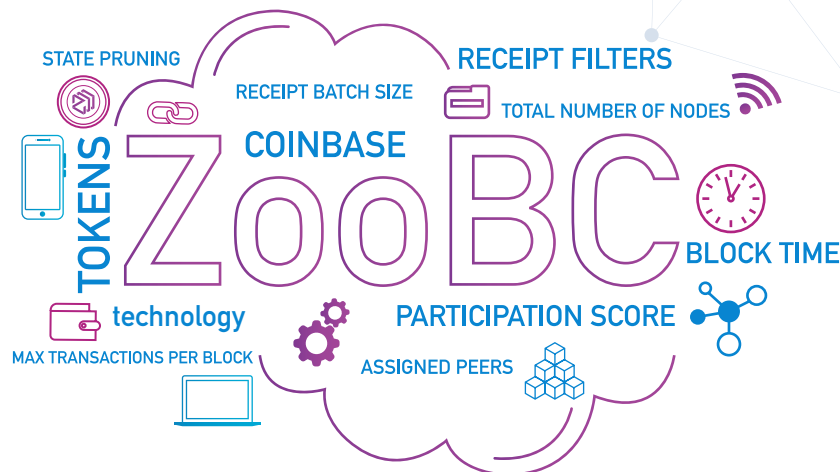 STATE PRUNING
RECEIPT FILTERS
RECEIPT BATCH SIZE
TOTAL NUMBER OF NODES
COINBASE
TOKENS
ZooBC
BLOCK TIME
technology
PARTICIPATION SCORE
MAX TRANSACTIONS PER BLOCK
ASSIGNED PEERS